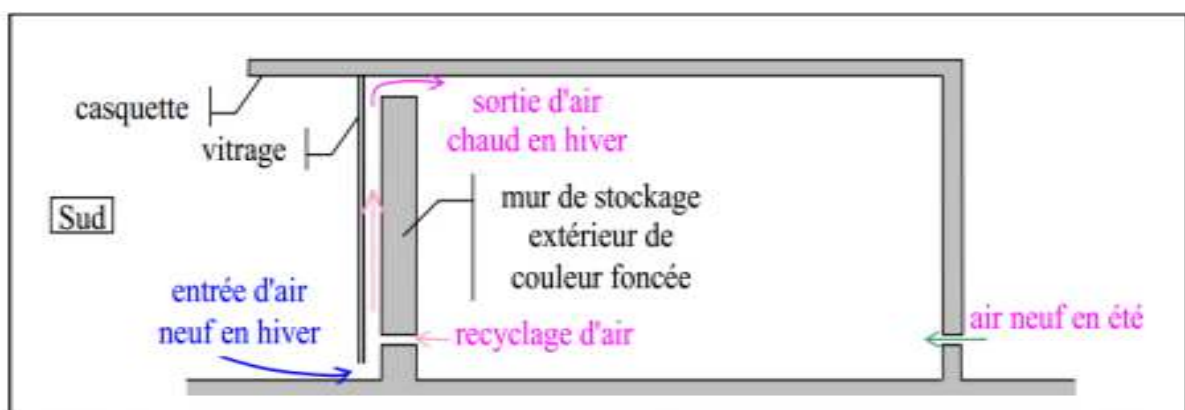 casquette
vitrage
Sud
entrée d'air
neuf en hiver
sortie d'air
chaud en hiver
mur de stockage
extérieur de
couleur foncée
recyclage d'air
air neuf en été